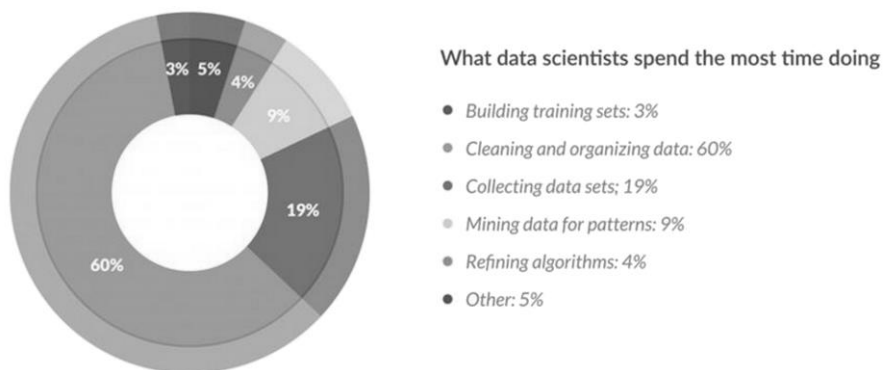 3%
5%
4%
9%
19%
60%
What data scientists spend the most time doing
Building training sets: 3%
Cleaning and organizing data: 60%
Collecting data sets; 19%
Mining data for patterns: 9%
Refining algorithms: 4%
Other: 5%